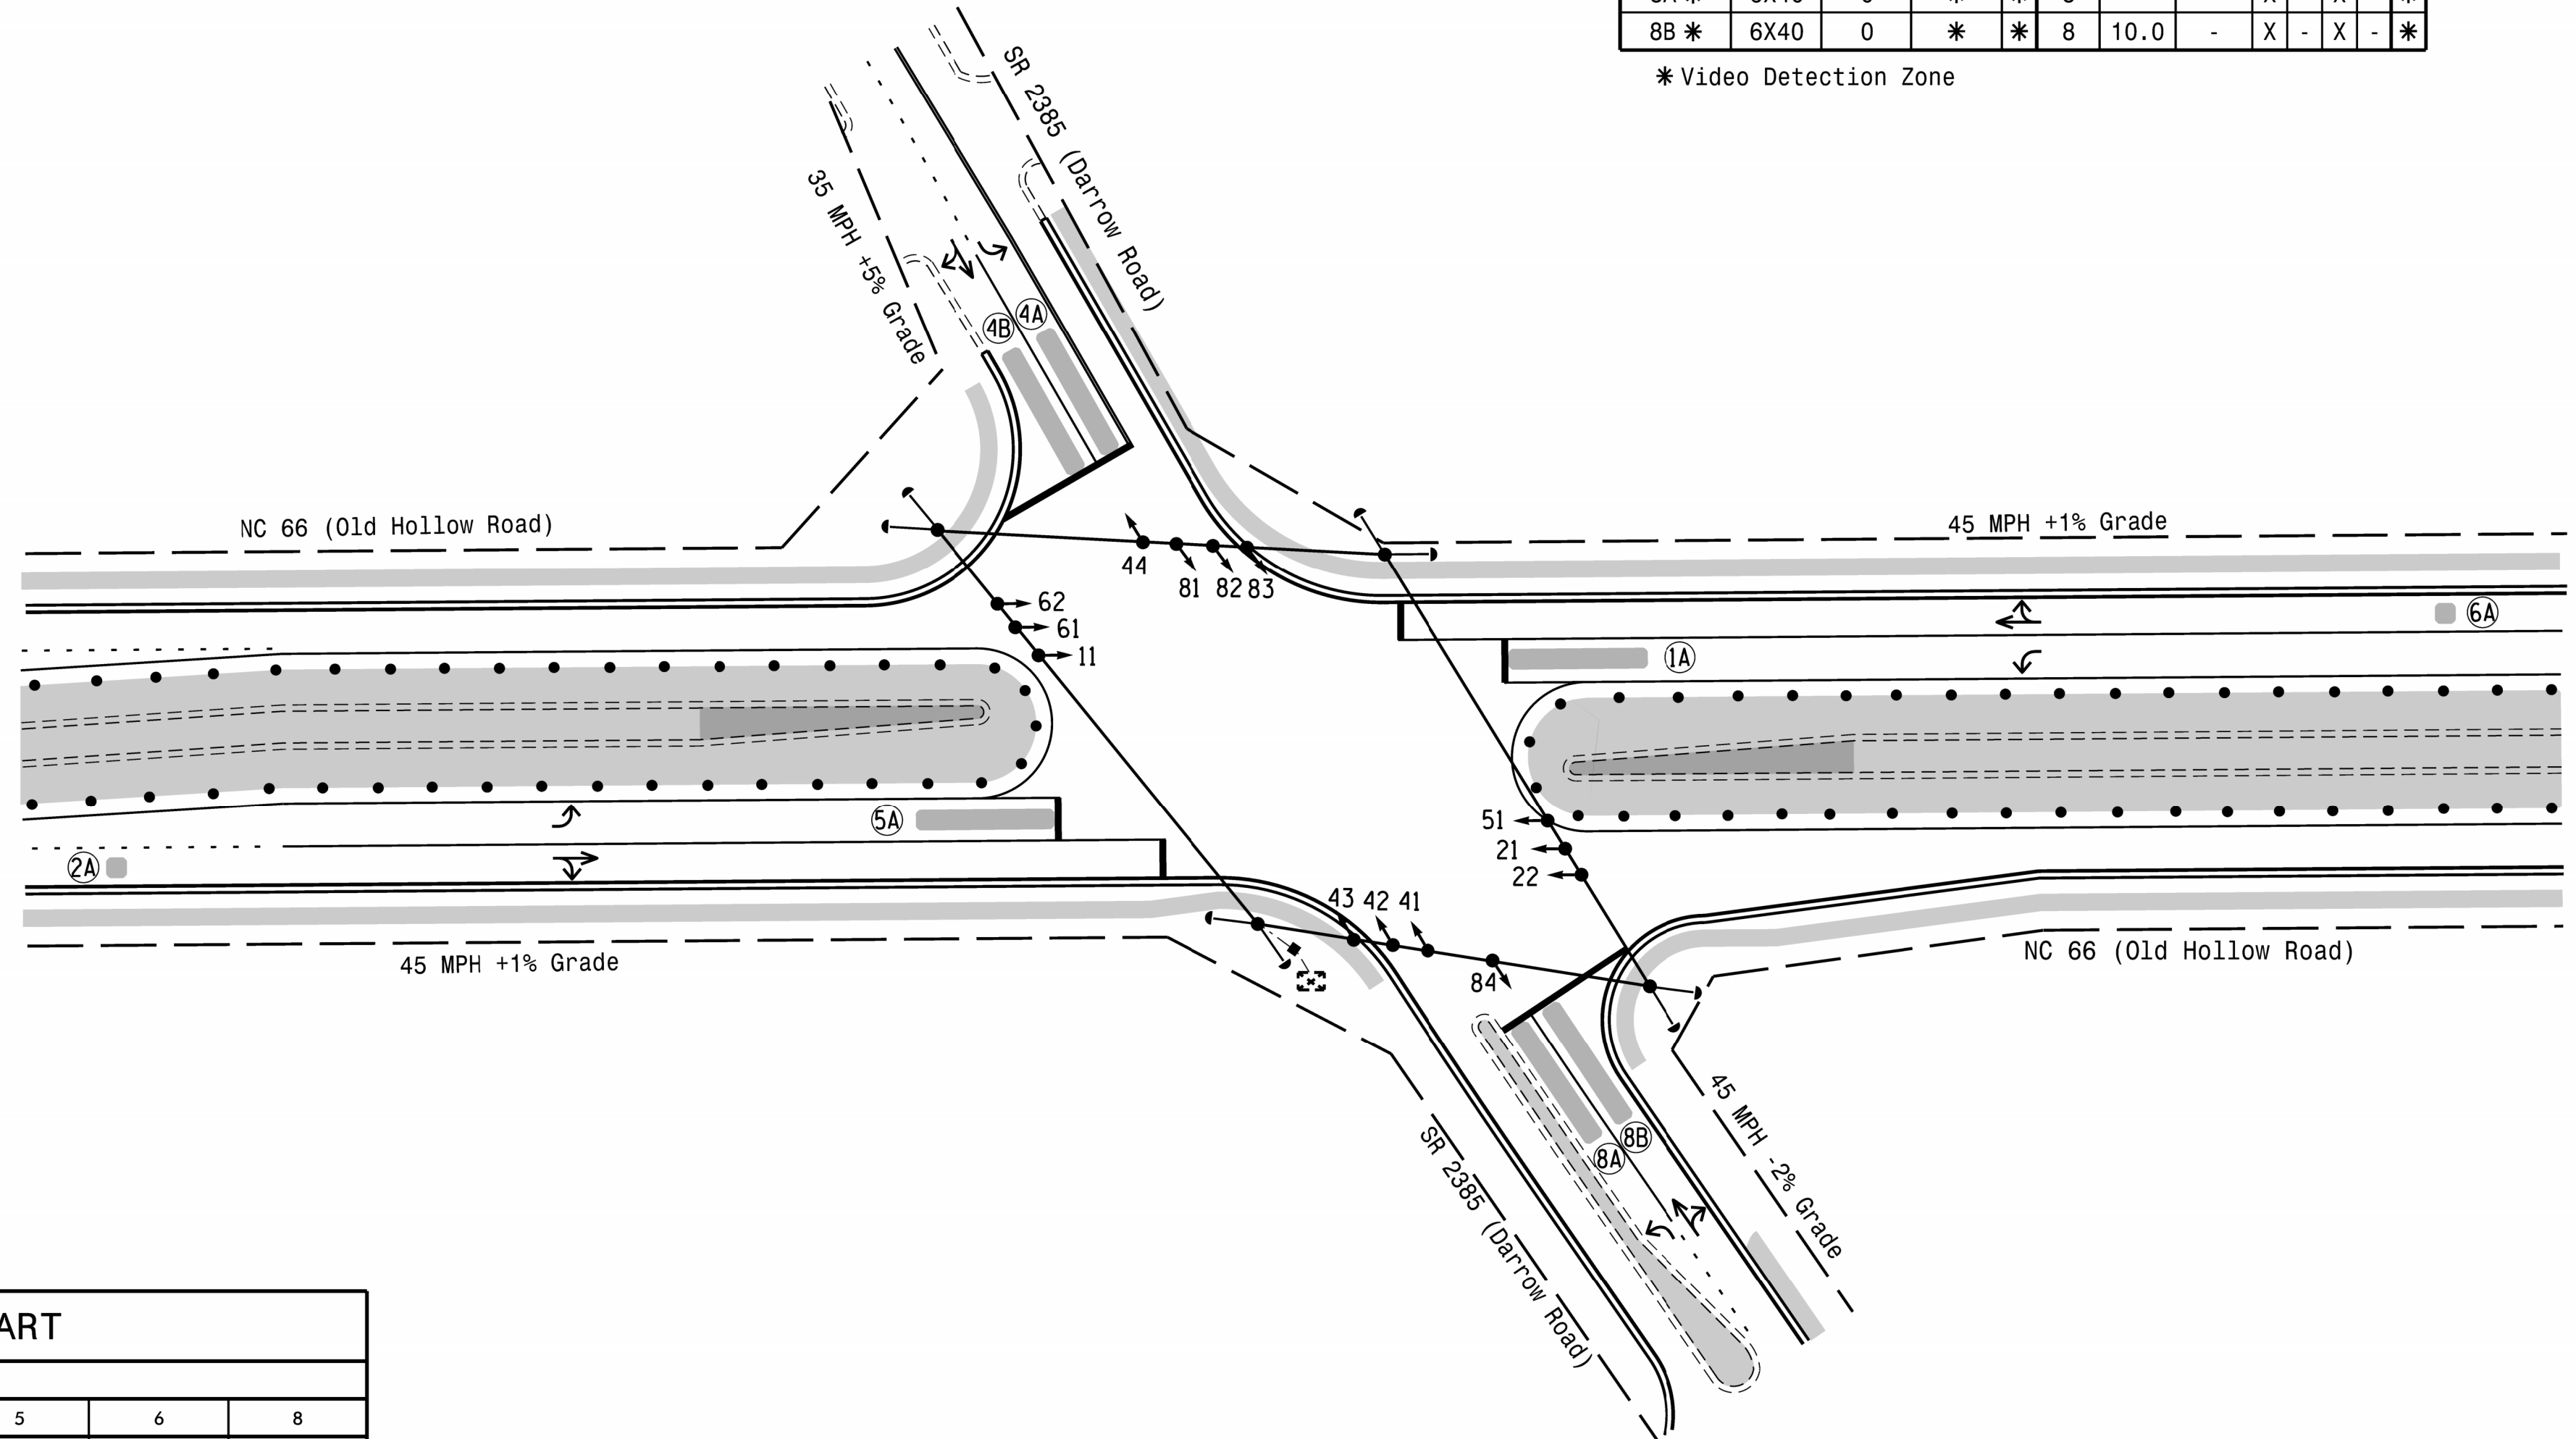 8B * 6X40 0 * * 8 10.0 - X - X - *
* Video Detection Zone
SR 2385 (Darrow Road)
35 MPH +5% Grade
4B
4A
NC 66 (Old Hollow Road)
45 MPH +1% Grade
44
81
82
83
62
61
11
6A
1A
5A
2A
51
21
22
43
42
41
84
45 MPH +1% Grade
NC 66 (Old Hollow Road)
8B
8A
45 MPH -2% Grade
SR 2385 (Darrow Road)
ART
5 6 8